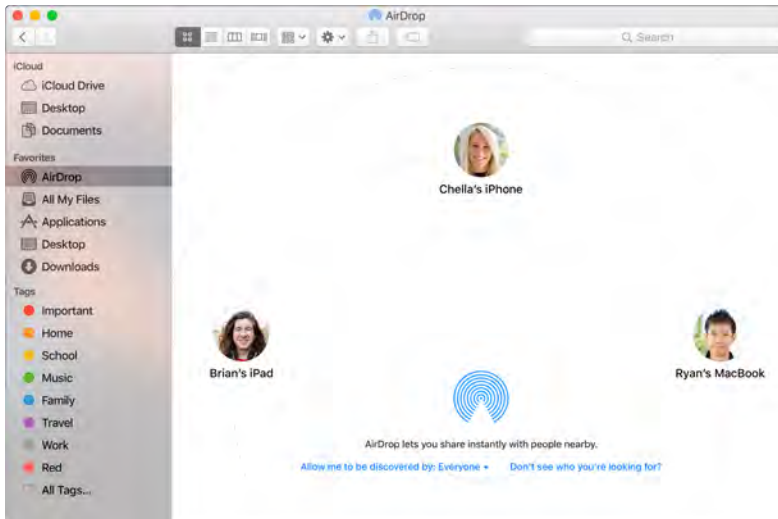 AirDrop
Search
iCloud
iCloud Drive
Desktop
Documents
Favorites
AirDrop
All My Files
Applications
Desktop
Downloads
Tags
Important
Home
School
Music
Family
Travel
Work
Red
All Tags...
Chella's iPhone
Brian's iPad
Ryan's MacBook
AirDrop lets you share instantly with people nearby.
Allow me to be discovered by: Everyone
Don't see who you're looking for?